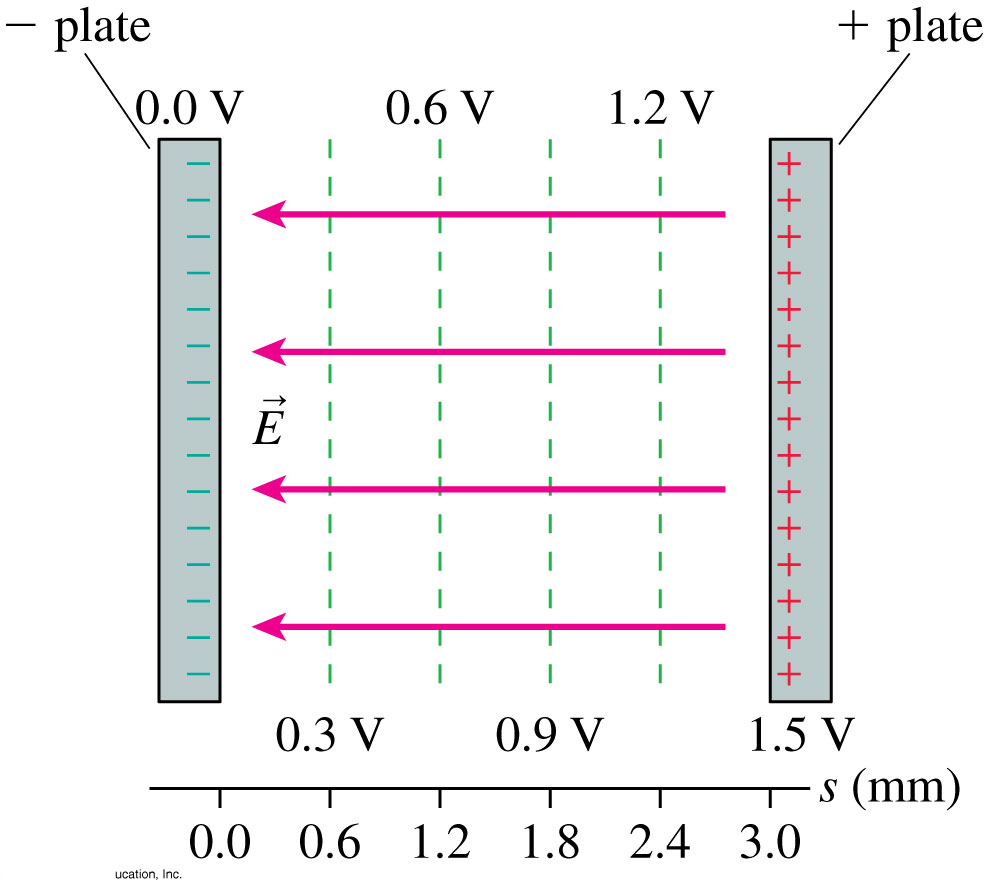 − plate + plate
0.0 V 0.6 V 1.2 V
E
0.3 V 0.9 V 1.5 V
s (mm)
0.0 0.6 1.2 1.8 2.4 3.0
ucation, Inc.